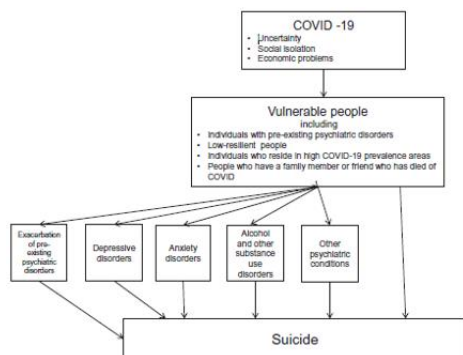 COVID -19
• Uncertainty
• Social isolation
• Economic problems
Vulnerable people
including
• Individuals with pre-existing psychiatric disorders
• Low-resilient people
• Individuals who reside in high COVID-19 prevalence areas
• People who have a family member or friend who has died of
COVID
Exacerbation
of pre-
existing
psychiatric
disorders
Depressive
disorders
Anxiety
disorders
Alcohol
and other
substance
use
disorders
Other
psychiatric
conditions
Suicide